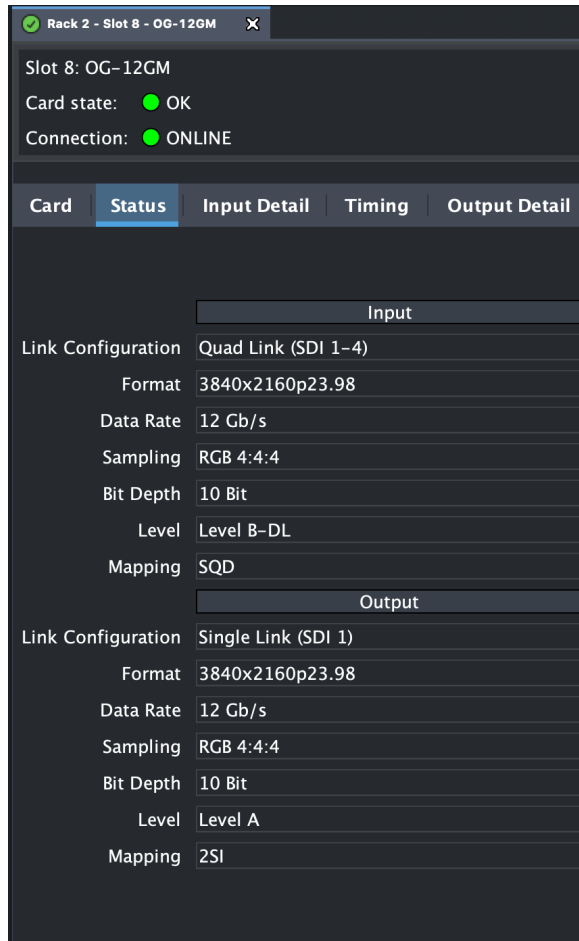 Rack 2 - Slot 8 - OG-12GM X
Slot 8: OG-12GM
Card state: OK
Connection: ONLINE
Card Status Input Detail Timing Output Detail
Input
Link Configuration Quad Link (SDI 1-4)
Format 3840x2160p23.98
Data Rate 12 Gb/s
Sampling RGB 4:4:4
Bit Depth 10 Bit
Level Level B-DL
Mapping SQD
Output
Link Configuration Single Link (SDI 1)
Format 3840x2160p23.98
Data Rate 12 Gb/s
Sampling RGB 4:4:4
Bit Depth 10 Bit
Level Level A
Mapping 2SI